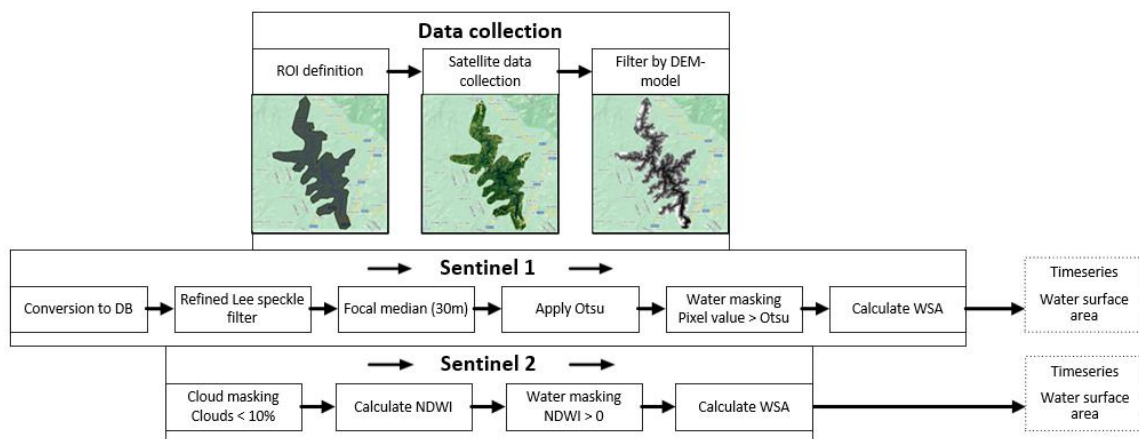 Data collection
ROI definition
Satellite data
collection
Filter by DEM-
model
Sentinel 1
Conversion to DB
Refined Lee speckle
filter
Focal median (30m)
Apply Otsu
Water masking
Pixel value > Otsu
Calculate WSA
Timeseries
Water surface
area
Sentinel 2
Cloud masking
Clouds < 10%
Calculate NDWI
Water masking
NDWI > 0
Calculate WSA
Timeseries
Water surface
area